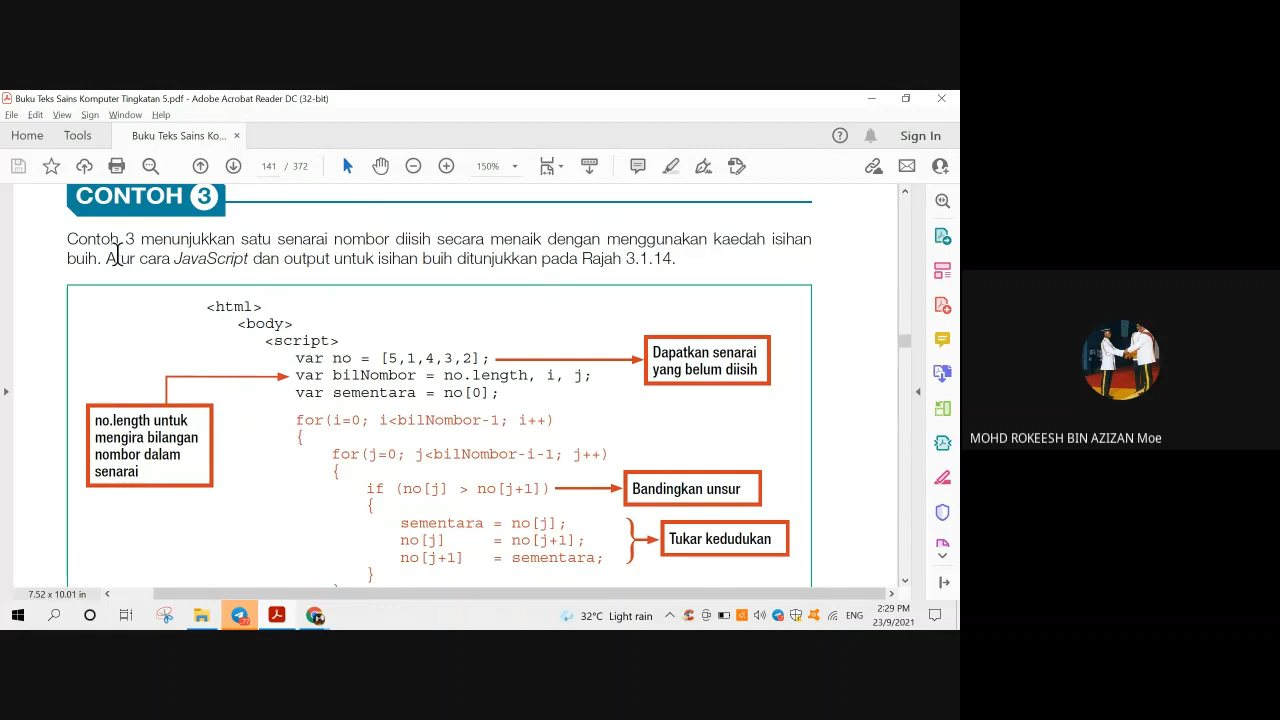 Buku Teks Sains Komputer Tingkatan 5.pdf - Adobe Acrobat Reader DC (32-bit)
File Edit View Sign Window Help
Home Tools Buku Teks Sains Ko... × Sign In
141 / 372 150%
CONTOH 3
Contoh 3 menunjukkan satu senarai nombor diisih secara menaik dengan menggunakan kaedah isihan
buih. Atur cara JavaScript dan output untuk isihan buih ditunjukkan pada Rajah 3.1.14.
<html>
<body>
<script>
var no = [5,1,4,3,2];
var bilNombor = no.length, i, j;
var sementara = no[0];
Dapatkan senarai
yang belum diisih
no.length untuk
mengira bilangan
nombor dalam
senarai
for(i=0; i<bilNombor-1; i++)
{
for(j=0; j<bilNombor-i-1; j++)
{
if (no[j] > no[j+1])
Bandingkan unsur
{
sementara = no[j];
no[j] = no[j+1];
no[j+1] = sementara;
Tukar kedudukan
}
7.52 x 10.01 in
32°C Light rain
ENG
2:29 PM
23/9/2021
MOHD ROKEESH BIN AZIZAN Moe